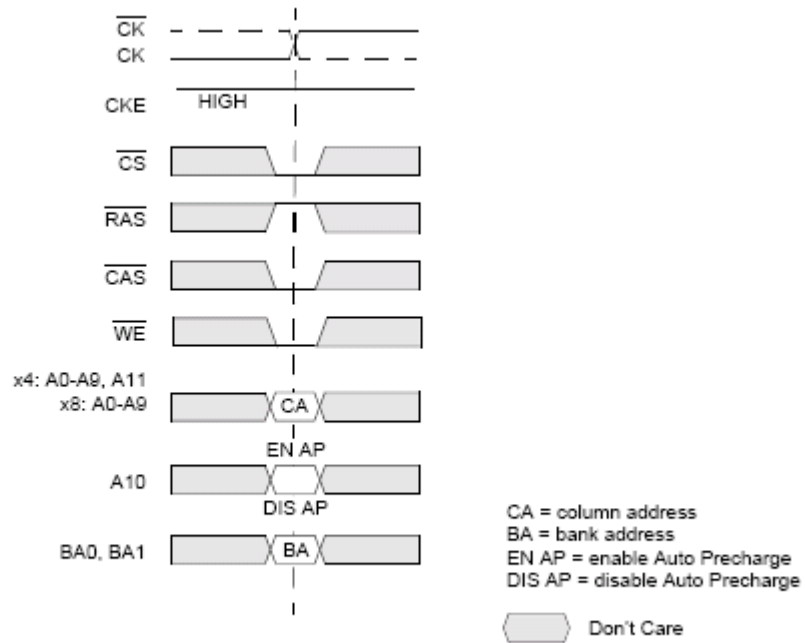 CK
CK
CKE
HIGH
CS
RAS
CAS
WE
x4: A0-A9, A11
x8: A0-A9
CA
EN AP
A10
DIS AP
BA0, BA1
BA
CA = column address
BA = bank address
EN AP = enable Auto Precharge
DIS AP = disable Auto Precharge
Don't Care